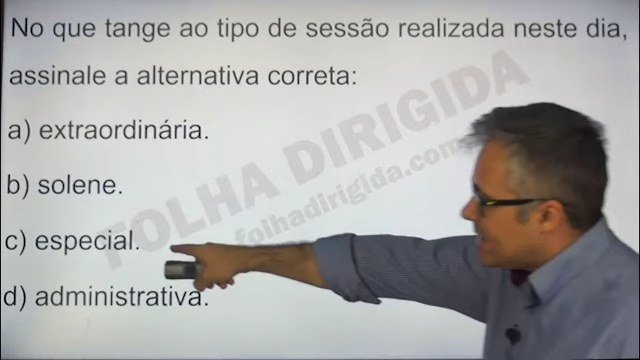 No que tange ao tipo de sessão realizada neste dia,
assinale a alternativa correta:
a) extraordinária.
b) solene.
c) especial.
d) administrativa.
FOLHA DIRIGIDA
folhadirigida.com